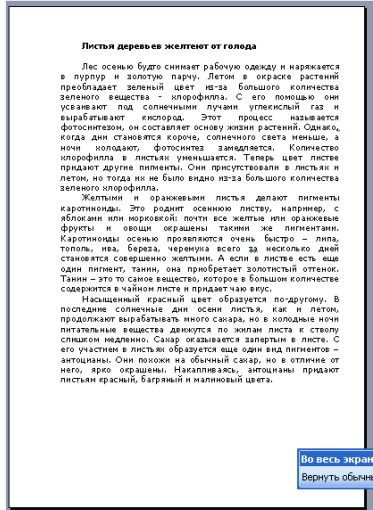 Листья деревьев желтеют от голода
Лес осенью будто снимает рабочую одежду и наряжается
в пурпур и золотую парчу. Летом в окраске растений
преобладает зеленый цвет из-за большого количества
зеленого вещества - хлорофилла. С его помощью они
усваивают под солнечными лучами углекислый газ и
вырабатывают кислород. Этот процесс называется
фотосинтезом, он составляет основу жизни растений. Однако,
когда дни становятся короче, солнечного света меньше, а
ночи холодают, фотосинтез замедляется. Количество
хлорофилла в листьях уменьшается. Теперь цвет листве
придают другие пигменты. Они присутствовали в листьях и
летом, но тогда их не было видно из-за большого количества
зеленого хлорофилла.
Желтыми и оранжевыми листья делают пигменты
каротиноиды. Это роднит осеннюю листву, например, с
яблоками или морковой: почти все желтые или оранжевые
фрукты и овощи окрашены такими же пигментами.
Каротиноиды осенью проявляются очень быстро – липа,
тополь, ива, береза, черемуха всего за несколько дней
становятся совершенно желтыми. А если в листве есть еще
один пигмент, танин, она приобретает золотистый оттенок.
Танин – это то самое вещество, которое в большом количестве
содержится в чайном листе и придает чаю вкус.
Насыщенный красный цвет образуется по-другому. В
последние солнечные дни осени листья, как и летом,
продолжают вырабатывать много сахара, но в холодные ночи
питательные вещества движутся по жилам листа к стволу
слишком медленно. Сахар оказывается запертым в листе. С
его участием в листьях образуется еще один вид пигментов –
антоцианы. Они похожи на обычный сахар, но в отличие от
него, ярко окрашены. Накапливаясь, антоцианы придают
листьям красный, багряный и малиновый цвета.
Во весь экран
Вернуть обычн